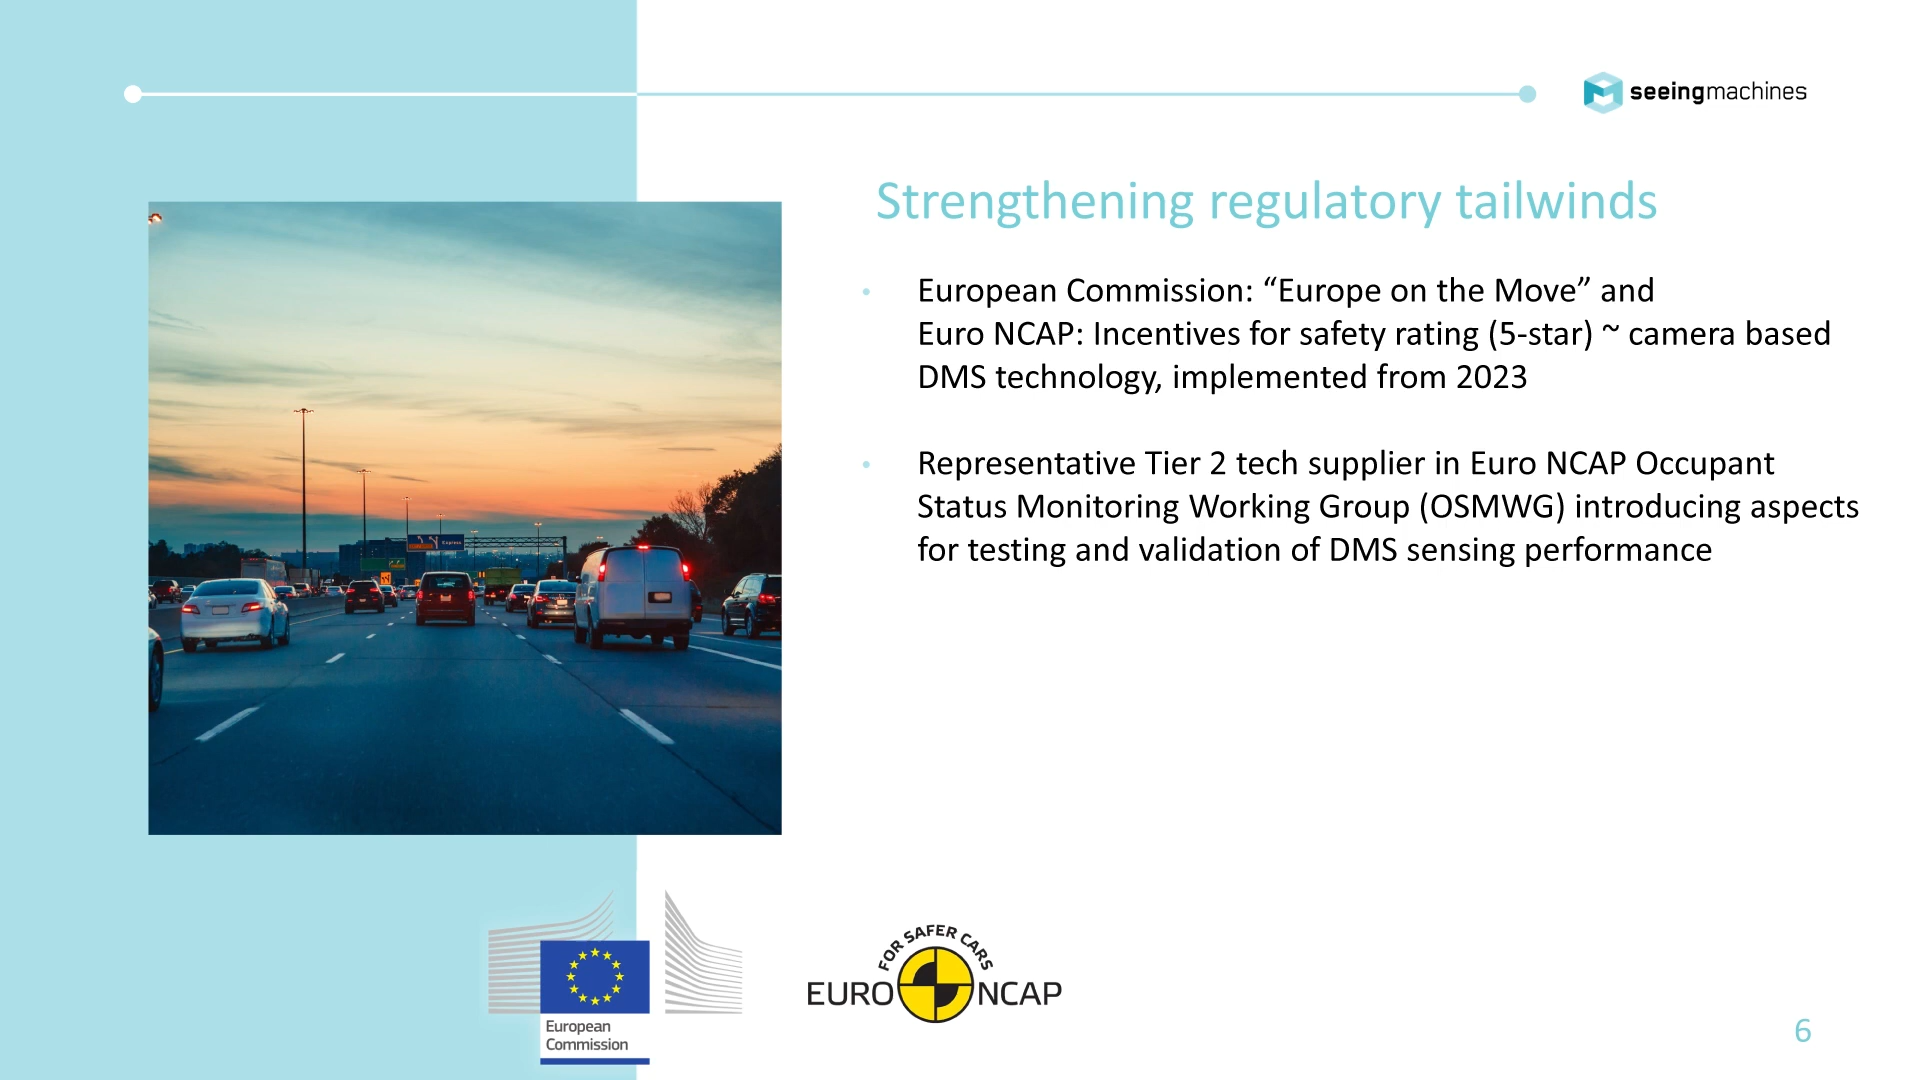 seeingmachines
Strengthening regulatory tailwinds
• European Commission: “Europe on the Move” and
Euro NCAP: Incentives for safety rating (5-star) ~ camera based
DMS technology, implemented from 2023
• Representative Tier 2 tech supplier in Euro NCAP Occupant
Status Monitoring Working Group (OSMWG) introducing aspects
for testing and validation of DMS sensing performance
Express
European
Commission
FOR SAFER CARS
EURO NCAP
6